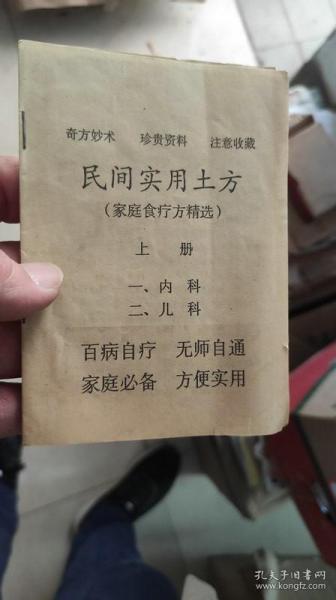 奇方妙术 珍贵资料 注意收藏
民间实用土方
（家庭食疗方精选）
上 册
一、内 科
二、儿 科
百病自疗 无师自通
家庭必备 方便实用
孔夫子旧书网
kongfz.com